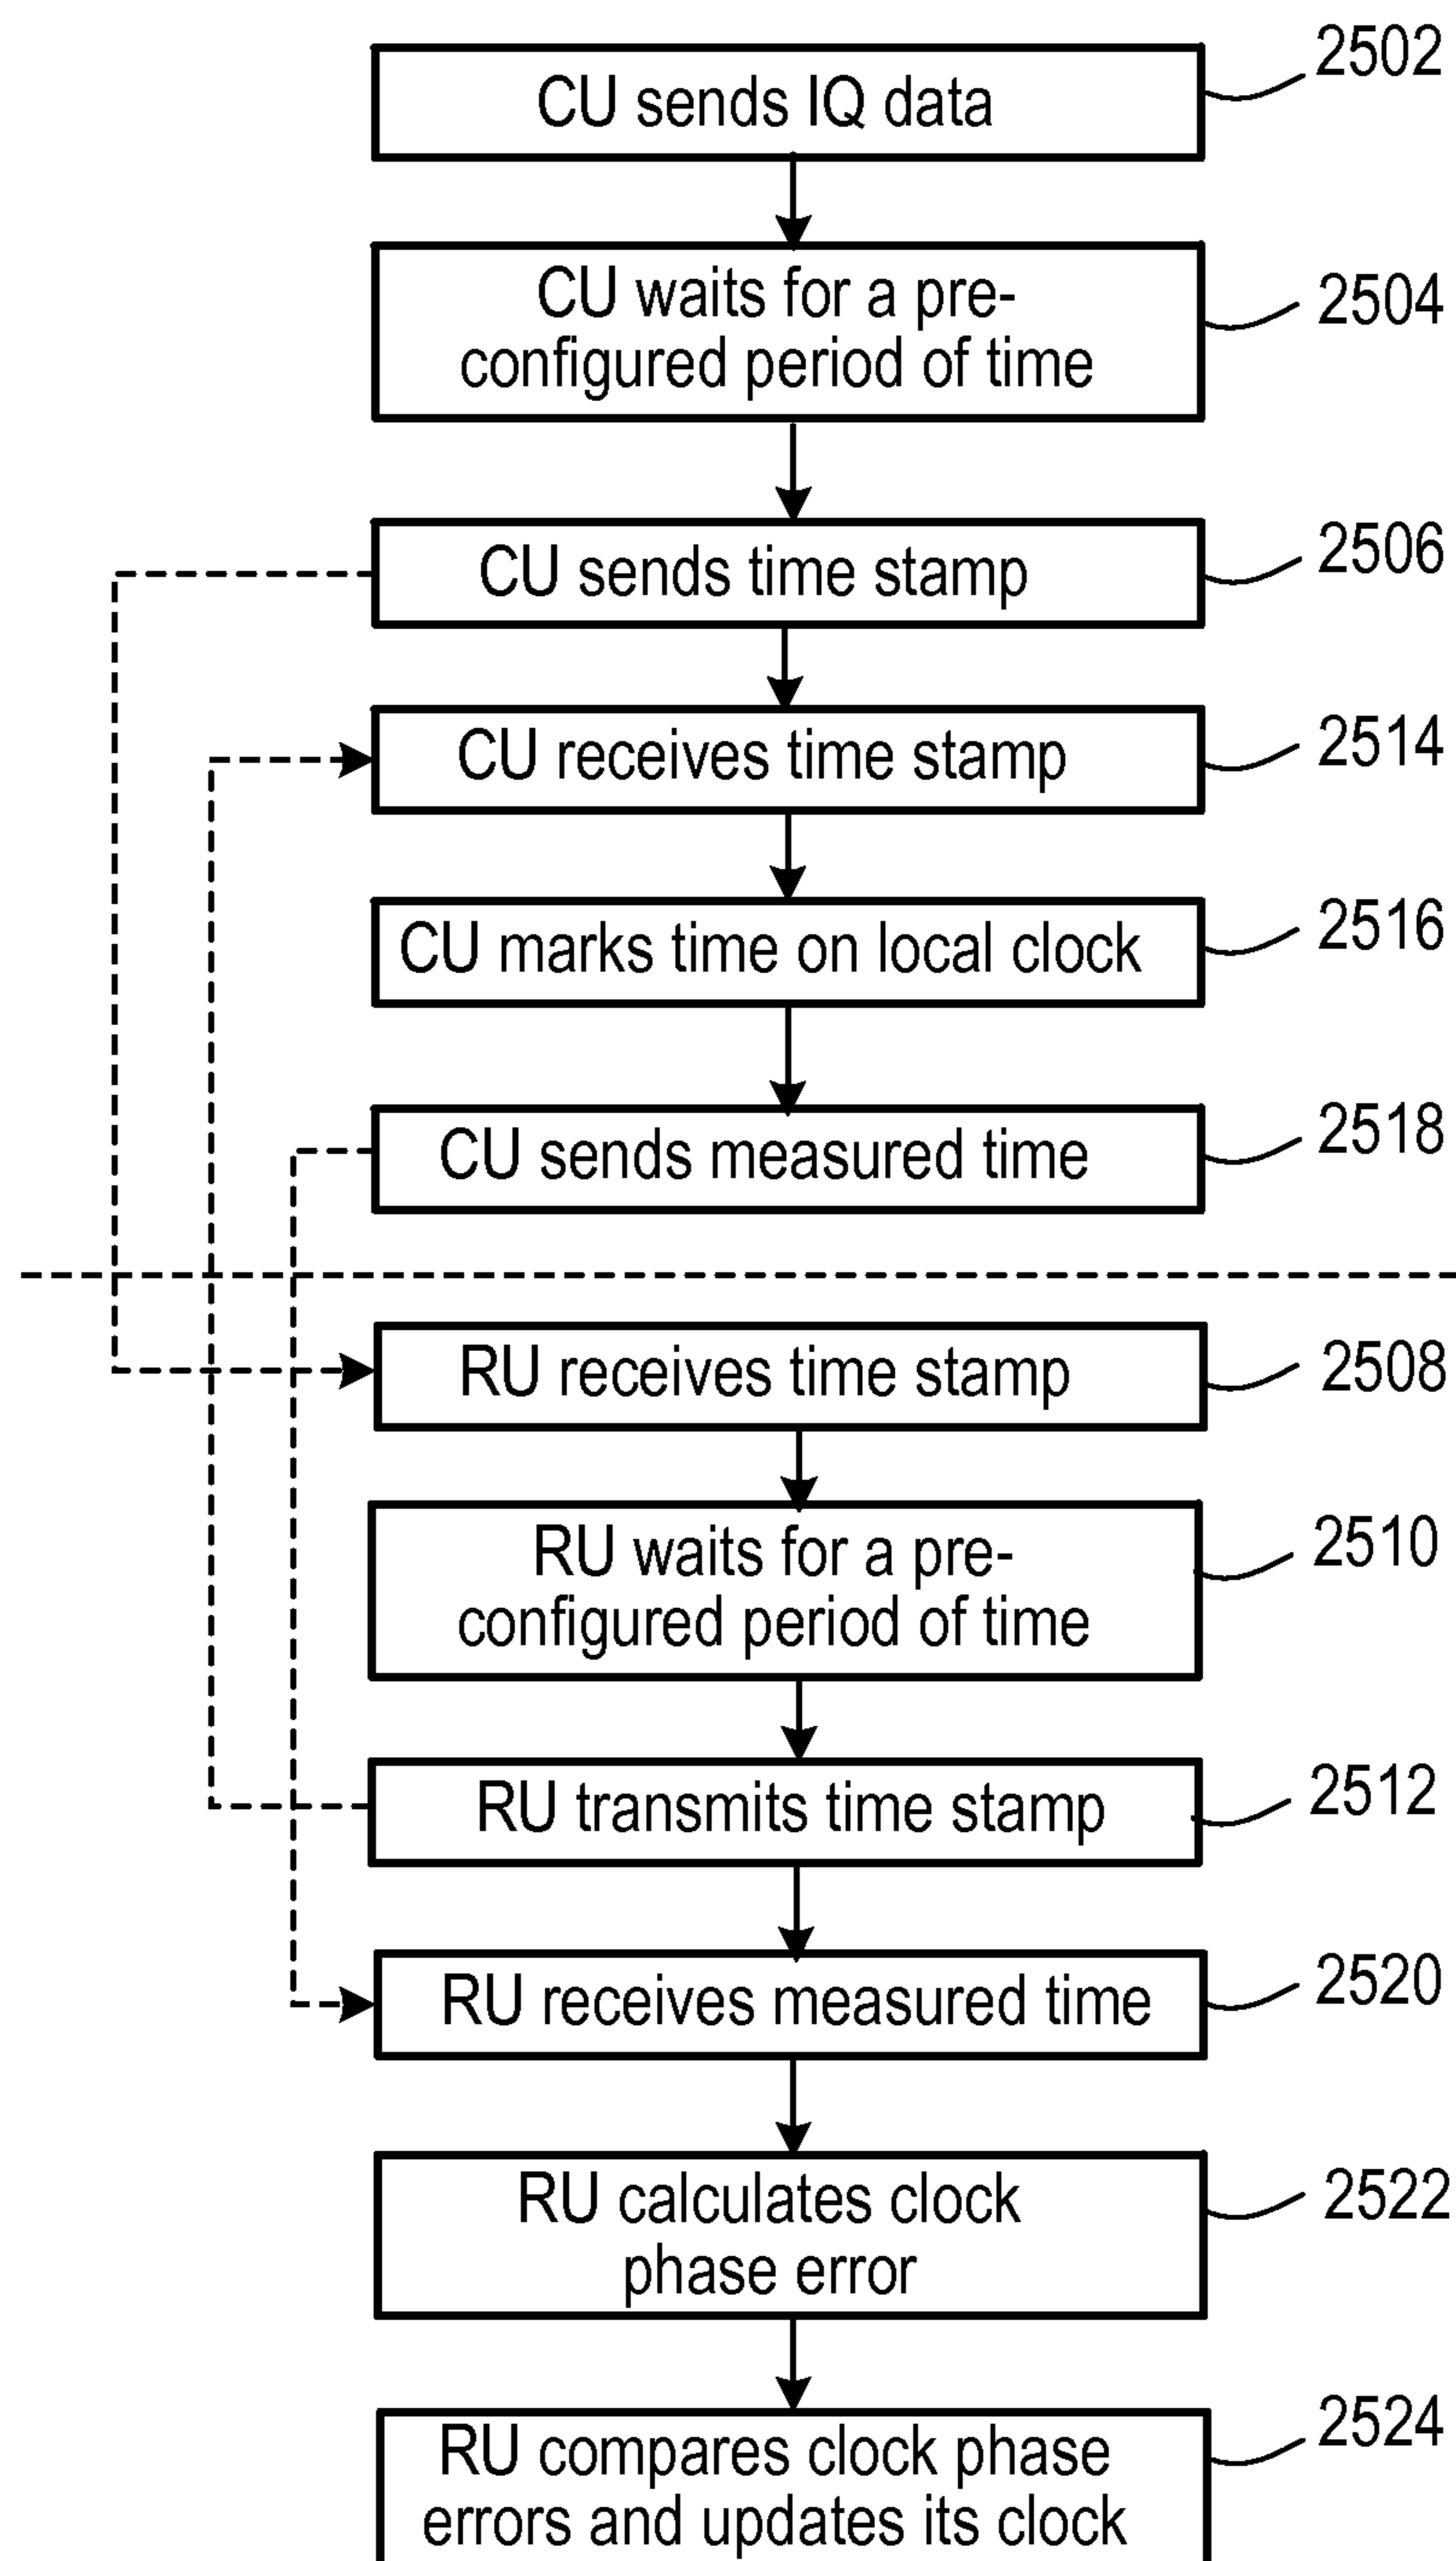 CU sends IQ data
2502
CU waits for a pre-
configured period of time
2504
CU sends time stamp
2506
CU receives time stamp
2514
CU marks time on local clock
2516
CU sends measured time
2518
RU receives time stamp
2508
RU waits for a pre-
configured period of time
2510
RU transmits time stamp
2512
RU receives measured time
2520
RU calculates clock
phase error
2522
RU compares clock phase
errors and updates its clock
2524